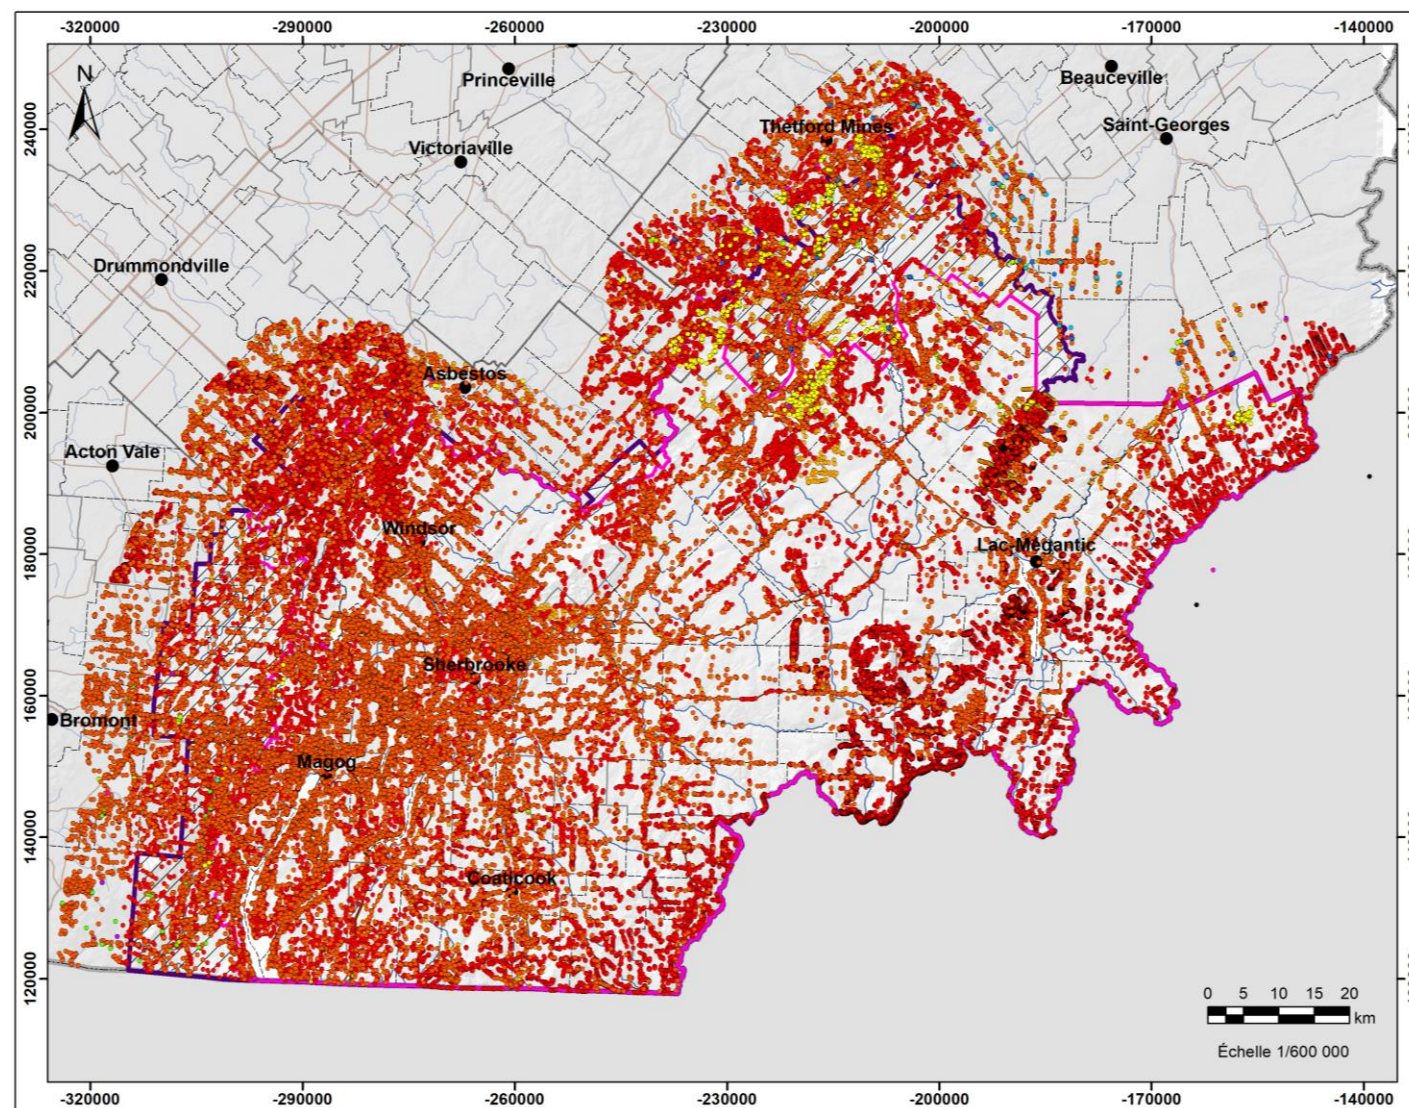 -320000 -290000 -260000 -230000 -200000 -170000 -140000
N
Princeville
Beauceville
240000
Thetford Mines
Saint-Georges
Victoriaville
Drummondville
220000
Asbestos
200000
Acton Vale
Windsor
Lac-Mégantic
180000
Sherbrooke
160000
Bromont
Magog
140000
Coaticook
120000
0 5 10 15 20
km
Échelle 1/600 000
-320000 -290000 -260000 -230000 -200000 -170000 -140000